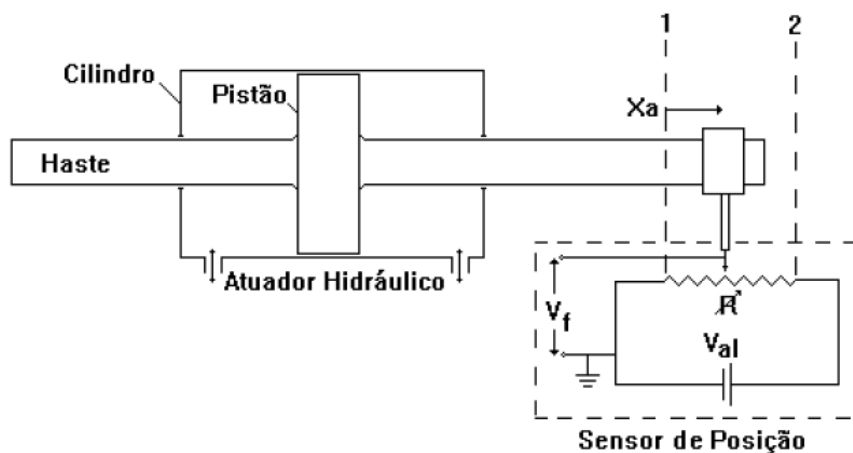 1 2
Cilindro
Pistão
Xa
Haste
Atuador Hidráulico
Vf
R
Val
Sensor de Posição